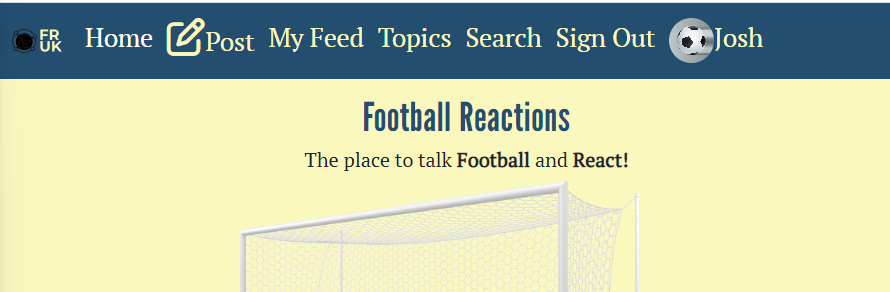 FR
UK
Home Post My Feed Topics Search Sign Out Josh
Football Reactions
The place to talk Football and React!